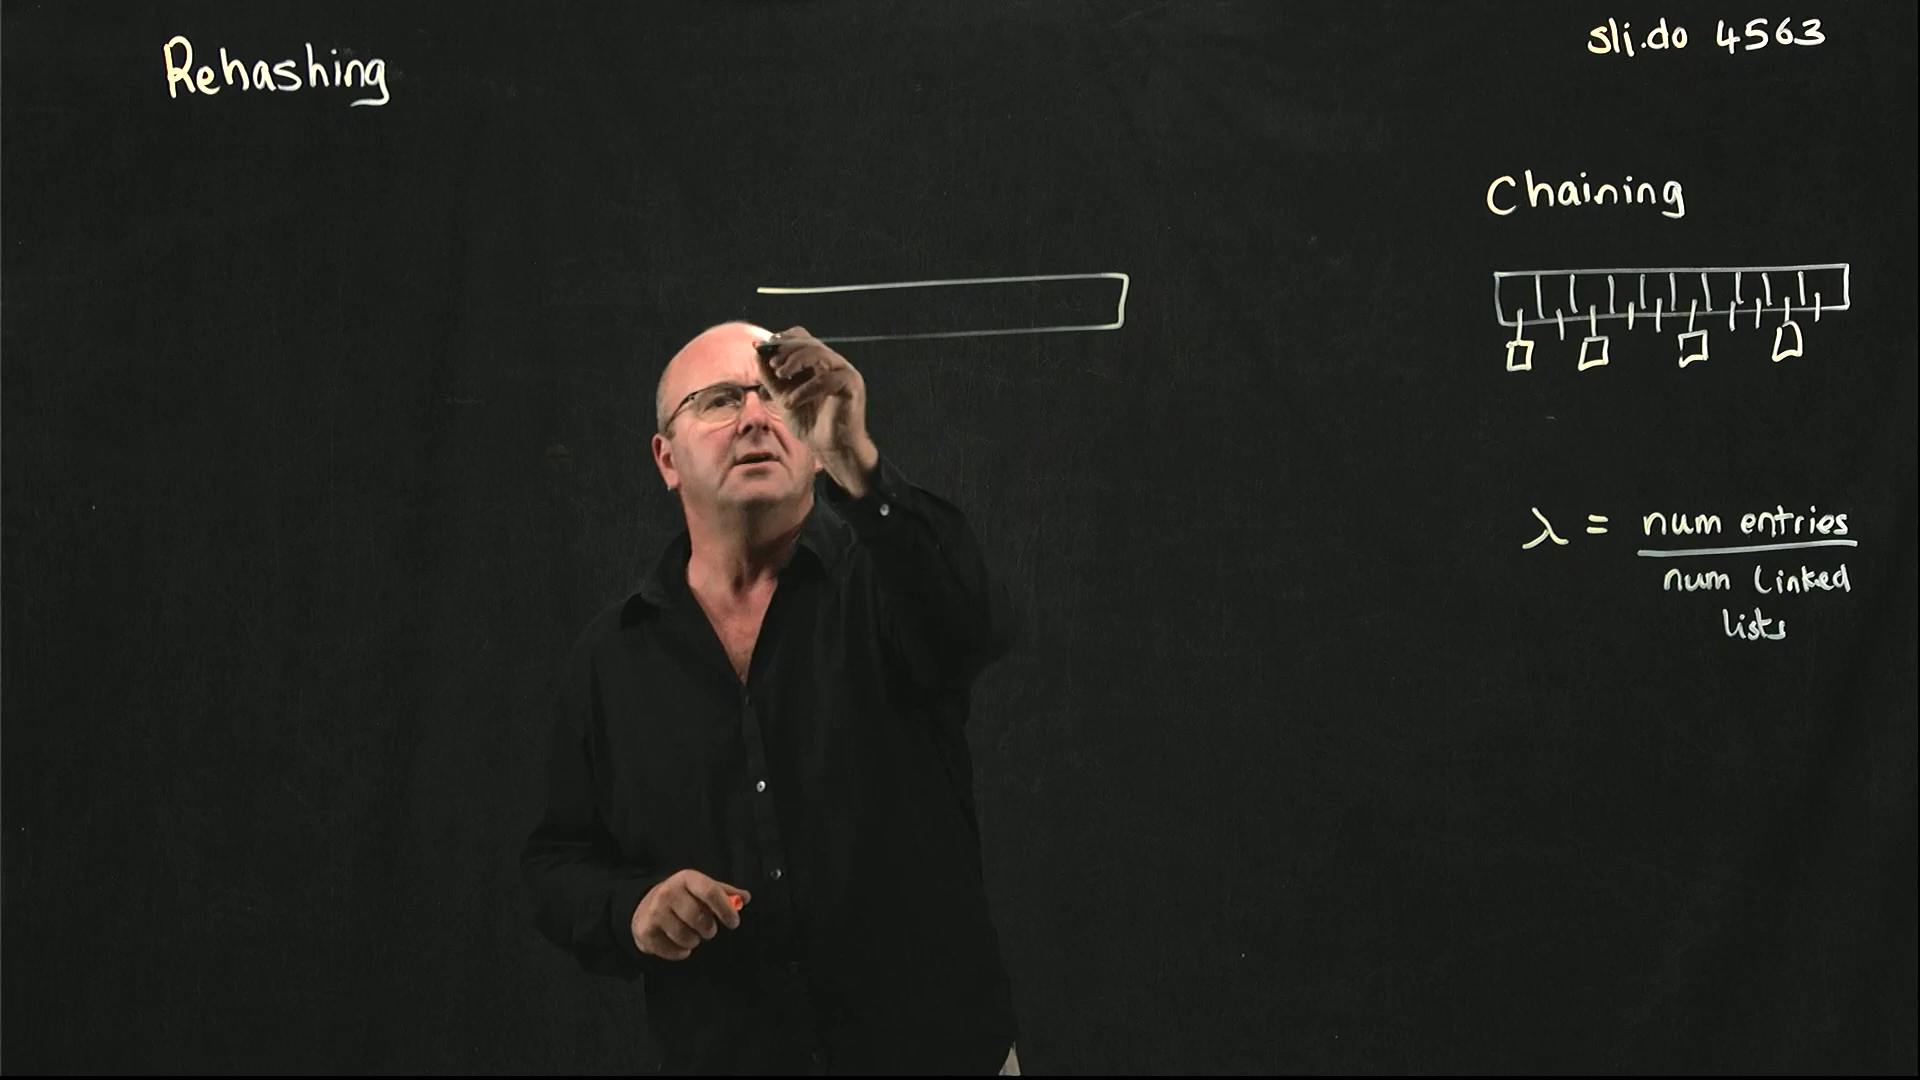 Rehashing
sli.do 4563
Chaining
λ = num entries
num linked
lists